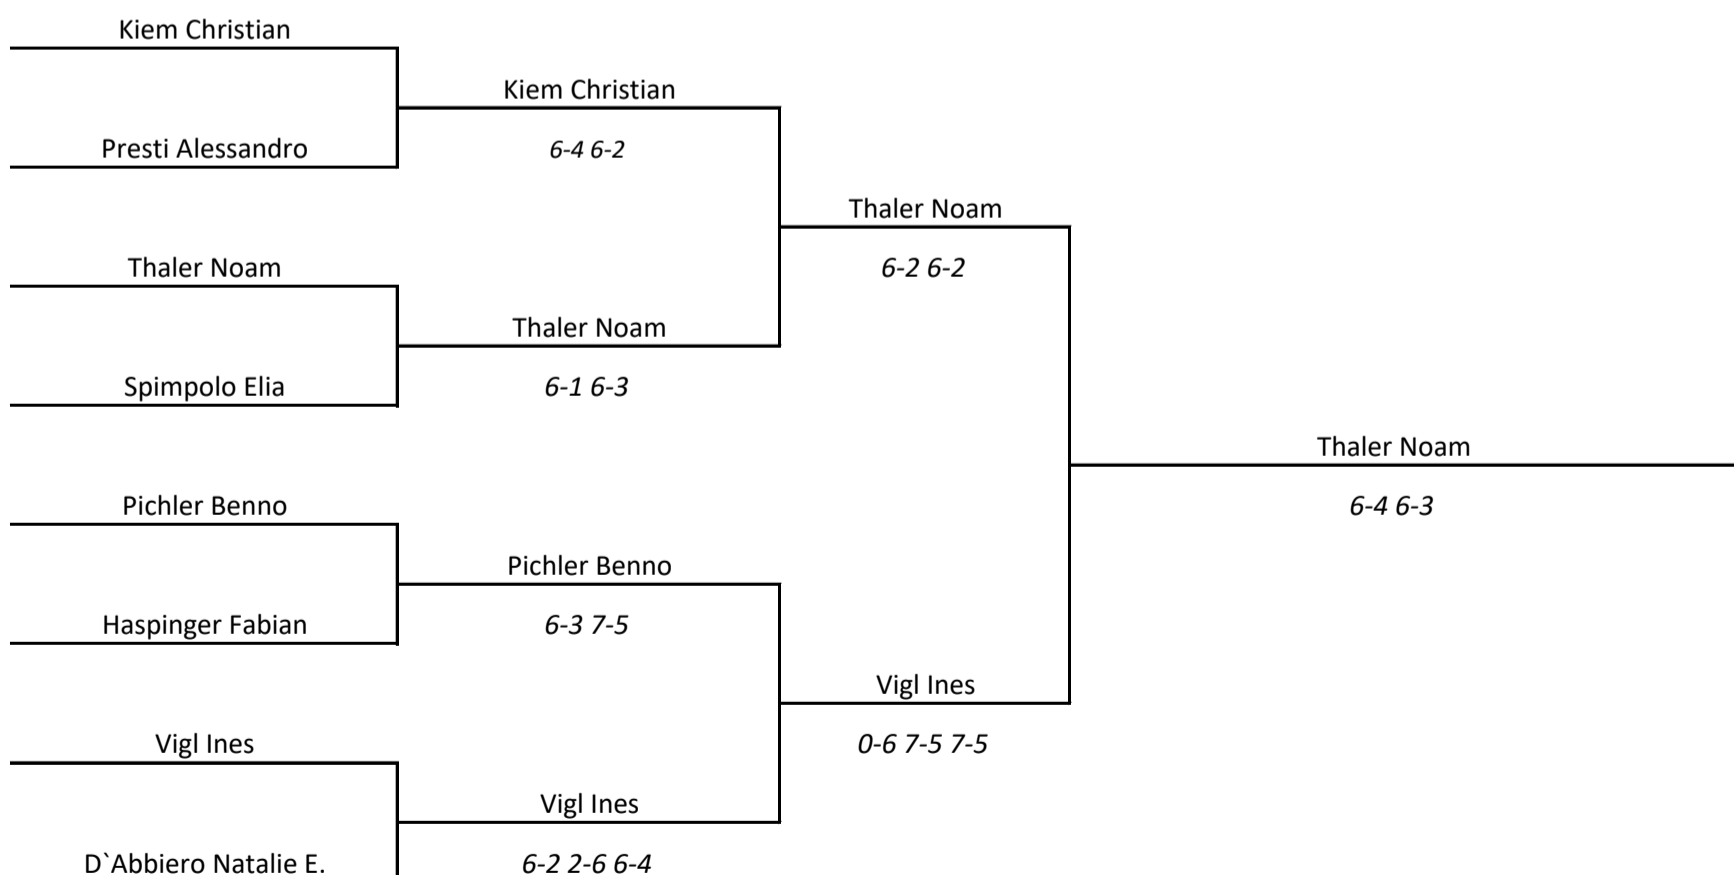 Kiem Christian
Kiem Christian
Presti Alessandro
6-4 6-2
Thaler Noam
Thaler Noam
6-2 6-2
Thaler Noam
Spimpolo Elia
6-1 6-3
Thaler Noam
Pichler Benno
6-4 6-3
Pichler Benno
Haspinger Fabian
6-3 7-5
Vigl Ines
Vigl Ines
0-6 7-5 7-5
Vigl Ines
D`Abbiero Natalie E.
6-2 2-6 6-4